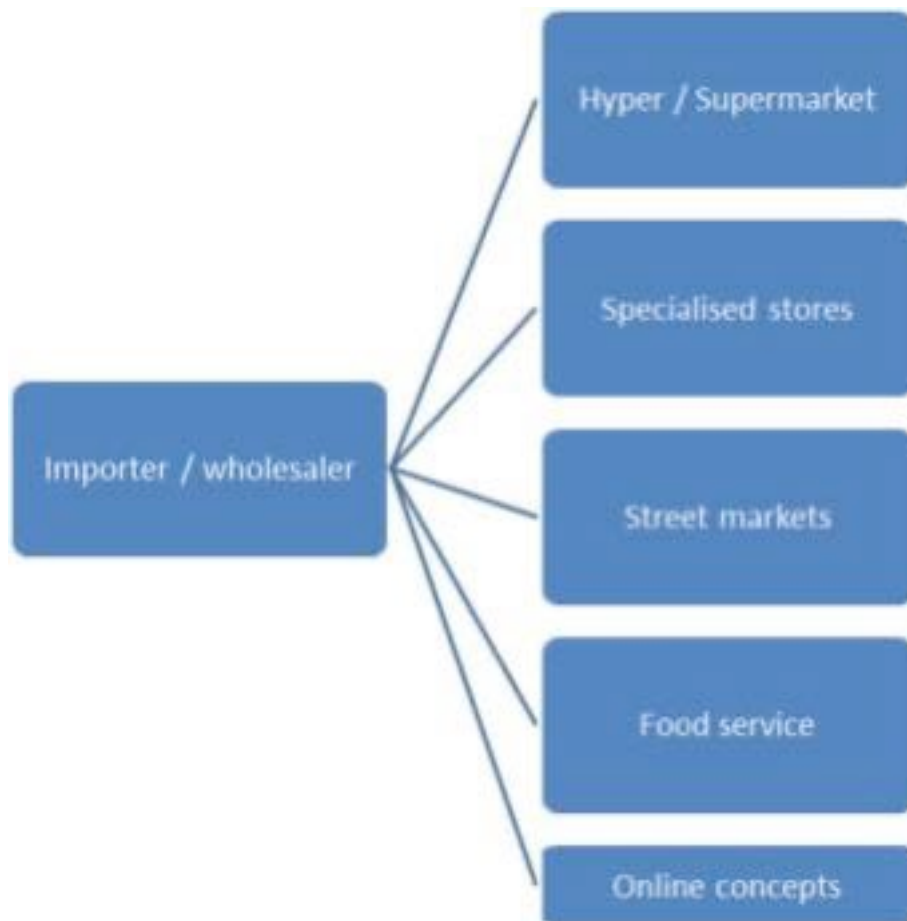 Hyper / Supermarket
Specialised stores
Importer / wholesaler
Street markets
Food service
Online concepts